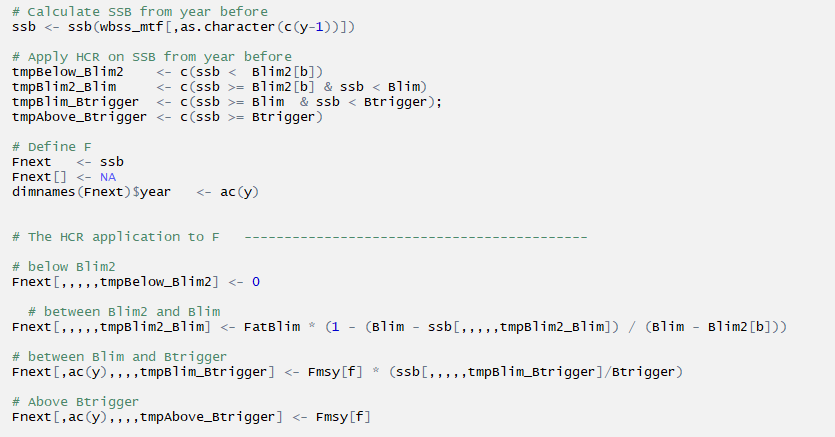 # Calculate SSB from year before
ssb <- ssb(wbss_mtf[,as.character(c(y-1))])
# Apply HCR on SSB from year before
tmpBelow_Blim2    <- c(ssb <  Blim2[b])
tmpBlim2_Blim     <- c(ssb >= Blim2[b] & ssb < Blim)
tmpBlim_Btrigger  <- c(ssb >= Blim  & ssb < Btrigger);
tmpAbove_Btrigger <- c(ssb >= Btrigger)
# Define F
Fnext   <- ssb
Fnext[] <- NA
dimnames(Fnext)$year   <- ac(y)
# The HCR application to F   -------------------------------------------
# below Blim2
Fnext[,,,,,tmpBelow_Blim2] <- 0
# between Blim2 and Blim
Fnext[,,,,,tmpBlim2_Blim] <- FatBlim * (1 - (Blim - ssb[,,,,,tmpBlim2_Blim]) / (Blim - Blim2[b]))
# between Blim and Btrigger
Fnext[,ac(y),,,,tmpBlim_Btrigger] <- Fmsy[f] * (ssb[,,,,,tmpBlim_Btrigger]/Btrigger)
# Above Btrigger
Fnext[,ac(y),,,,tmpAbove_Btrigger] <- Fmsy[f]